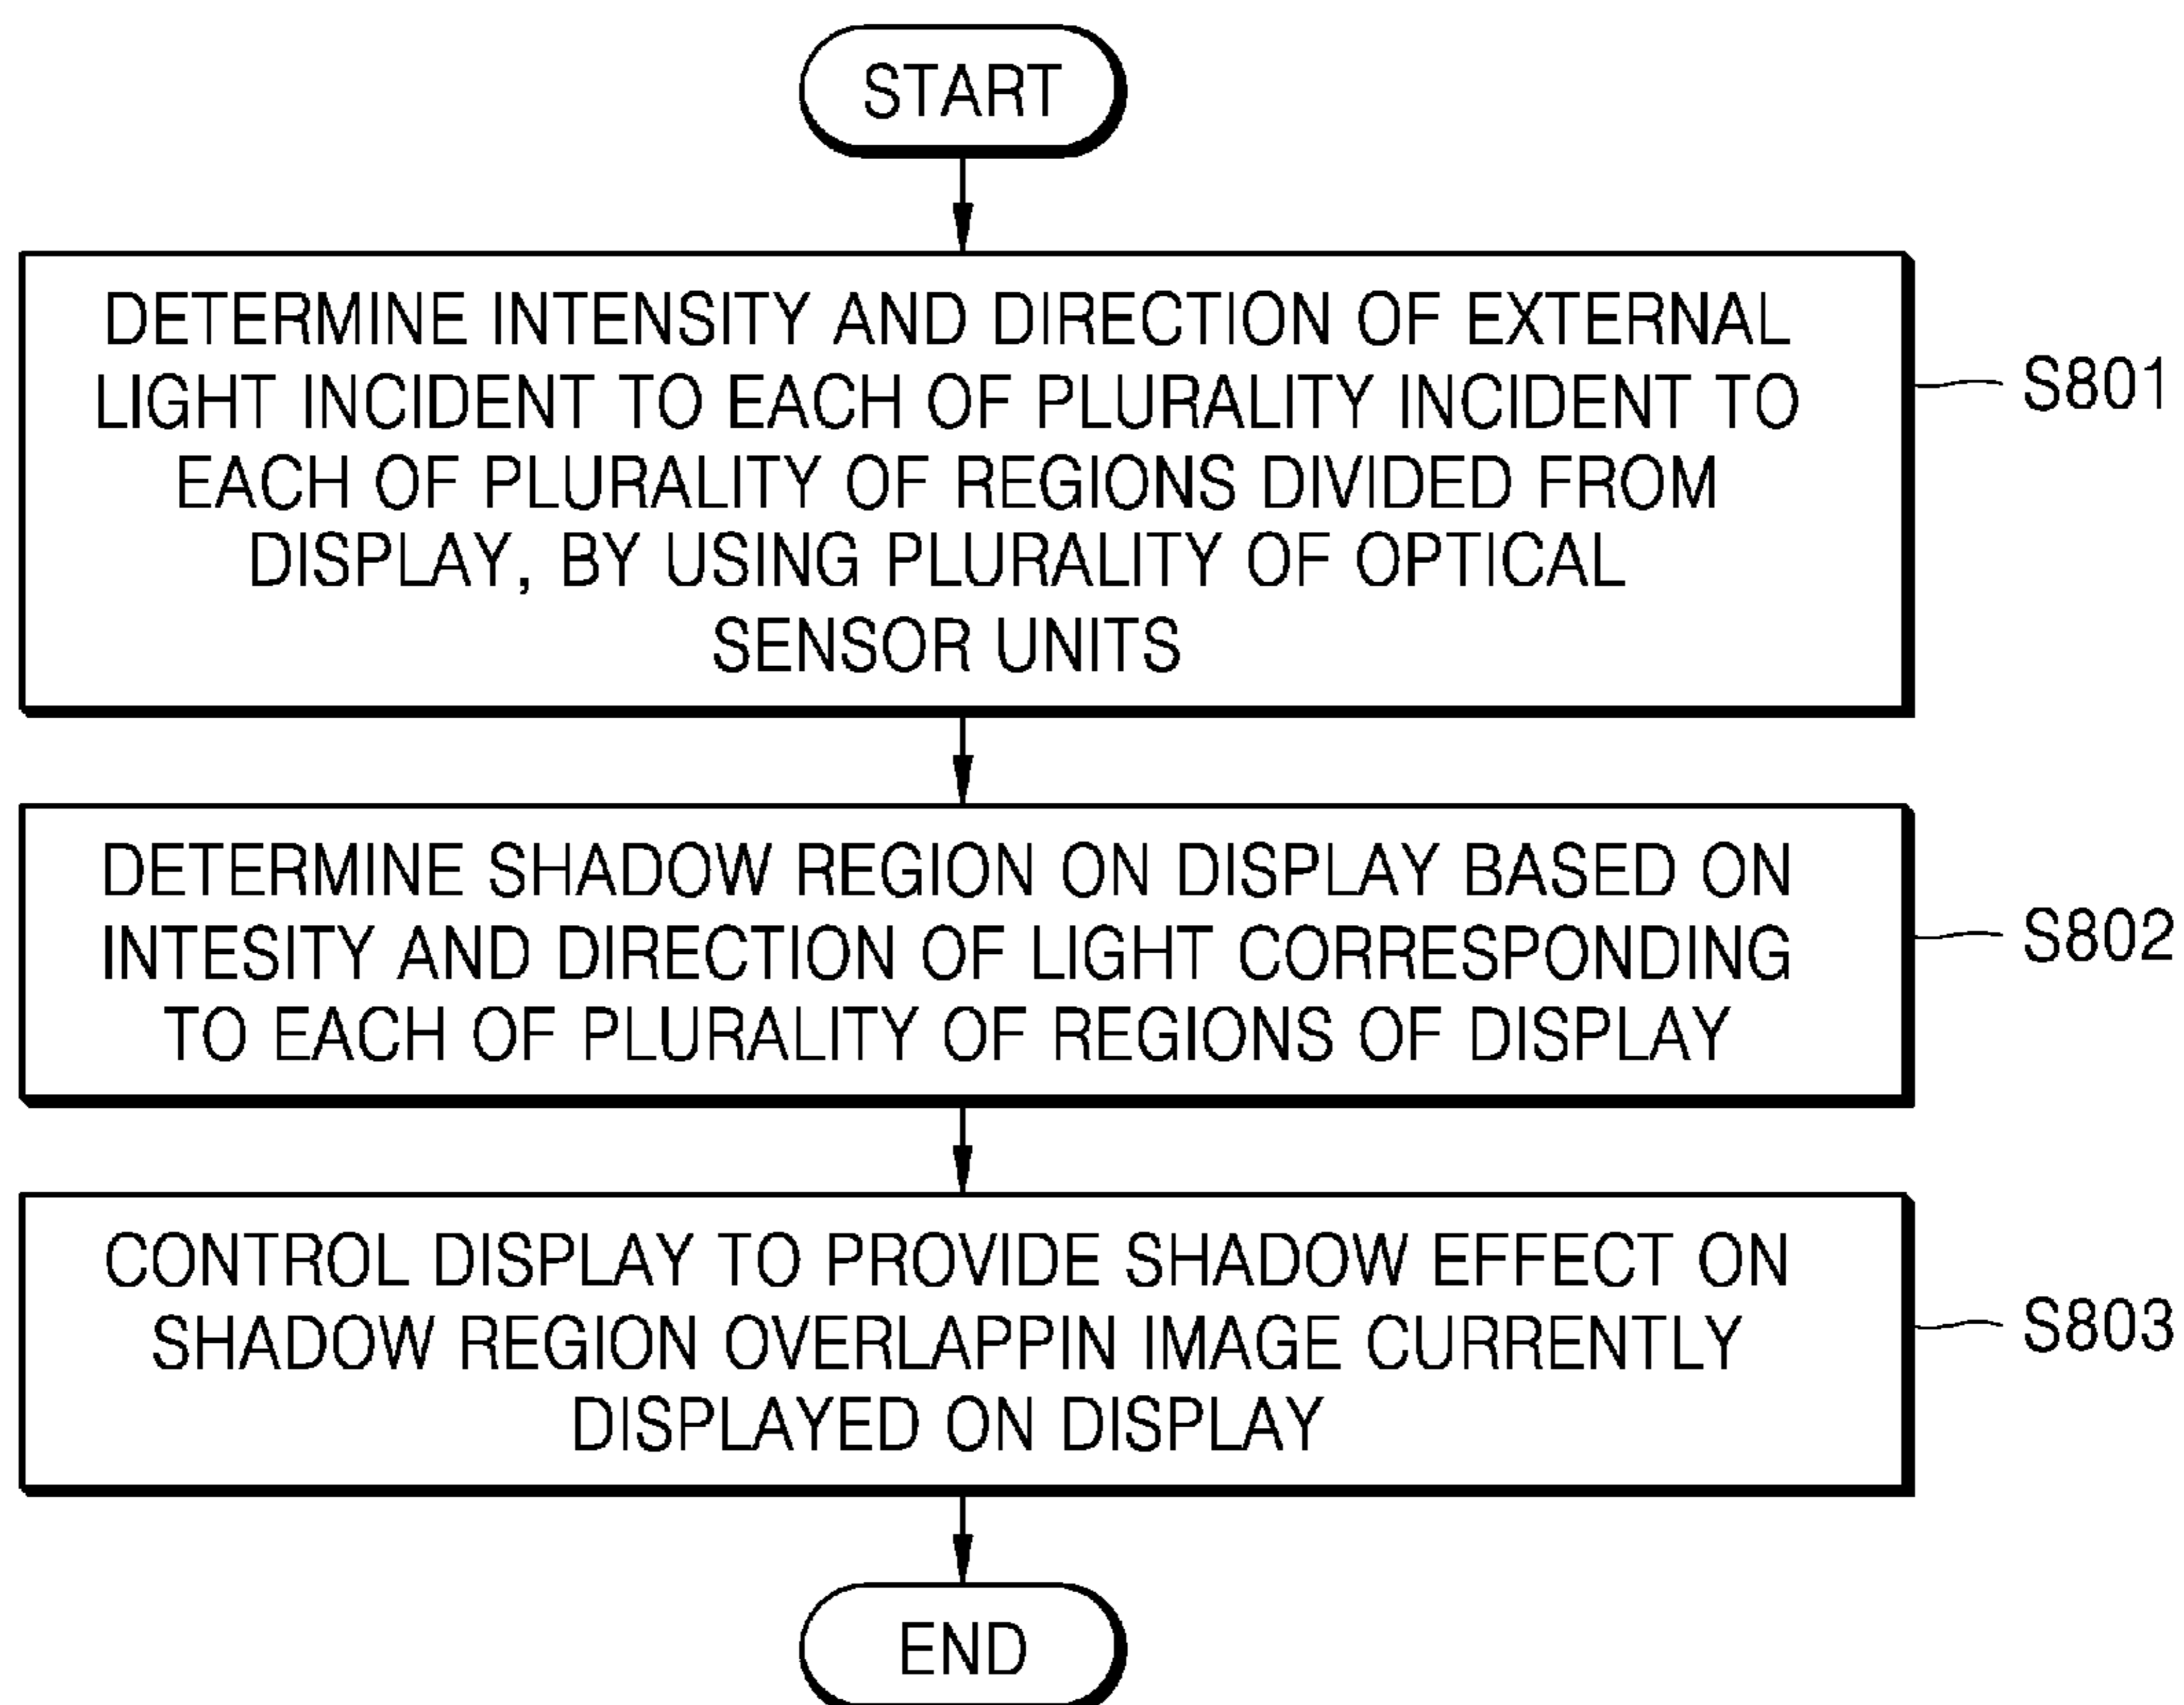 START
DETERMINE INTENSITY AND DIRECTION OF EXTERNAL
LIGHT INCIDENT TO EACH OF PLURALITY INCIDENT TO
EACH OF PLURALITY OF REGIONS DIVIDED FROM
DISPLAY, BY USING PLURALITY OF OPTICAL
SENSOR UNITS
S801
DETERMINE SHADOW REGION ON DISPLAY BASED ON
INTESITY AND DIRECTION OF LIGHT CORRESPONDING
TO EACH OF PLURALITY OF REGIONS OF DISPLAY
S802
CONTROL DISPLAY TO PROVIDE SHADOW EFFECT ON
SHADOW REGION OVERLAPPIN IMAGE CURRENTLY
DISPLAYED ON DISPLAY
S803
END